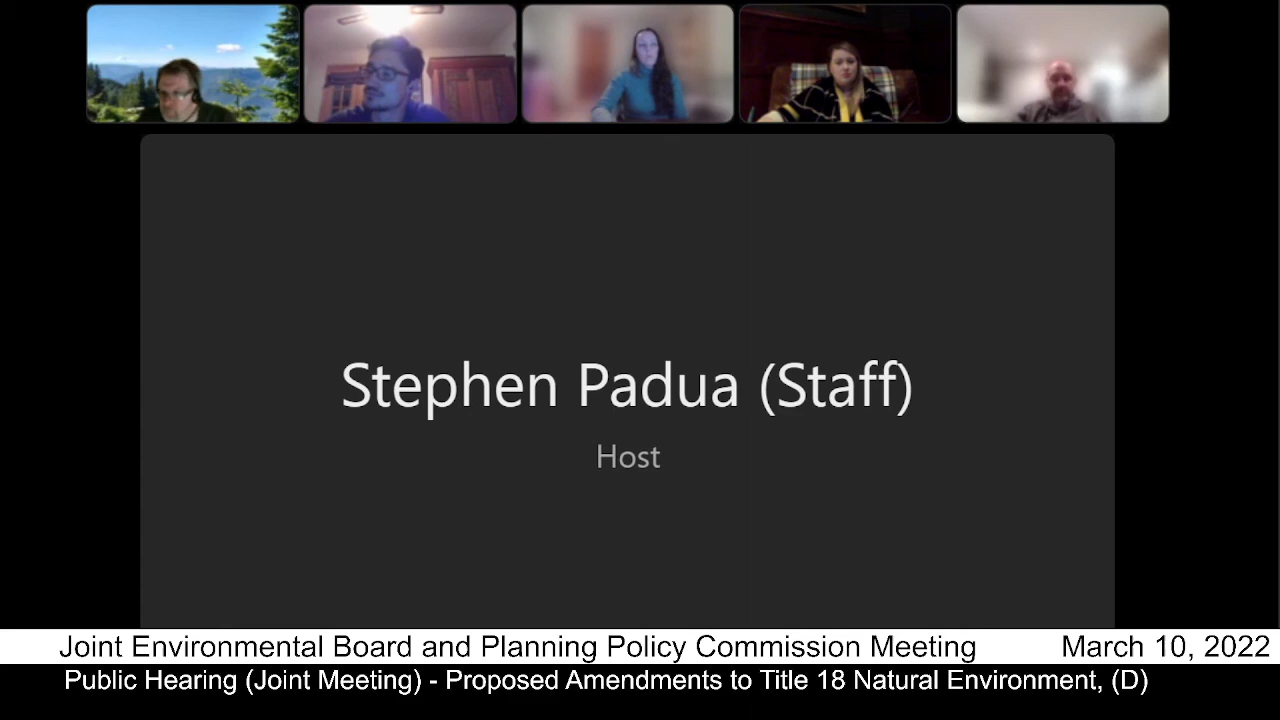 Stephen Padua (Staff)
Host
Joint Environmental Board and Planning Policy Commission Meeting March 10, 2022
Public Hearing (Joint Meeting) - Proposed Amendments to Title 18 Natural Environment, (D)